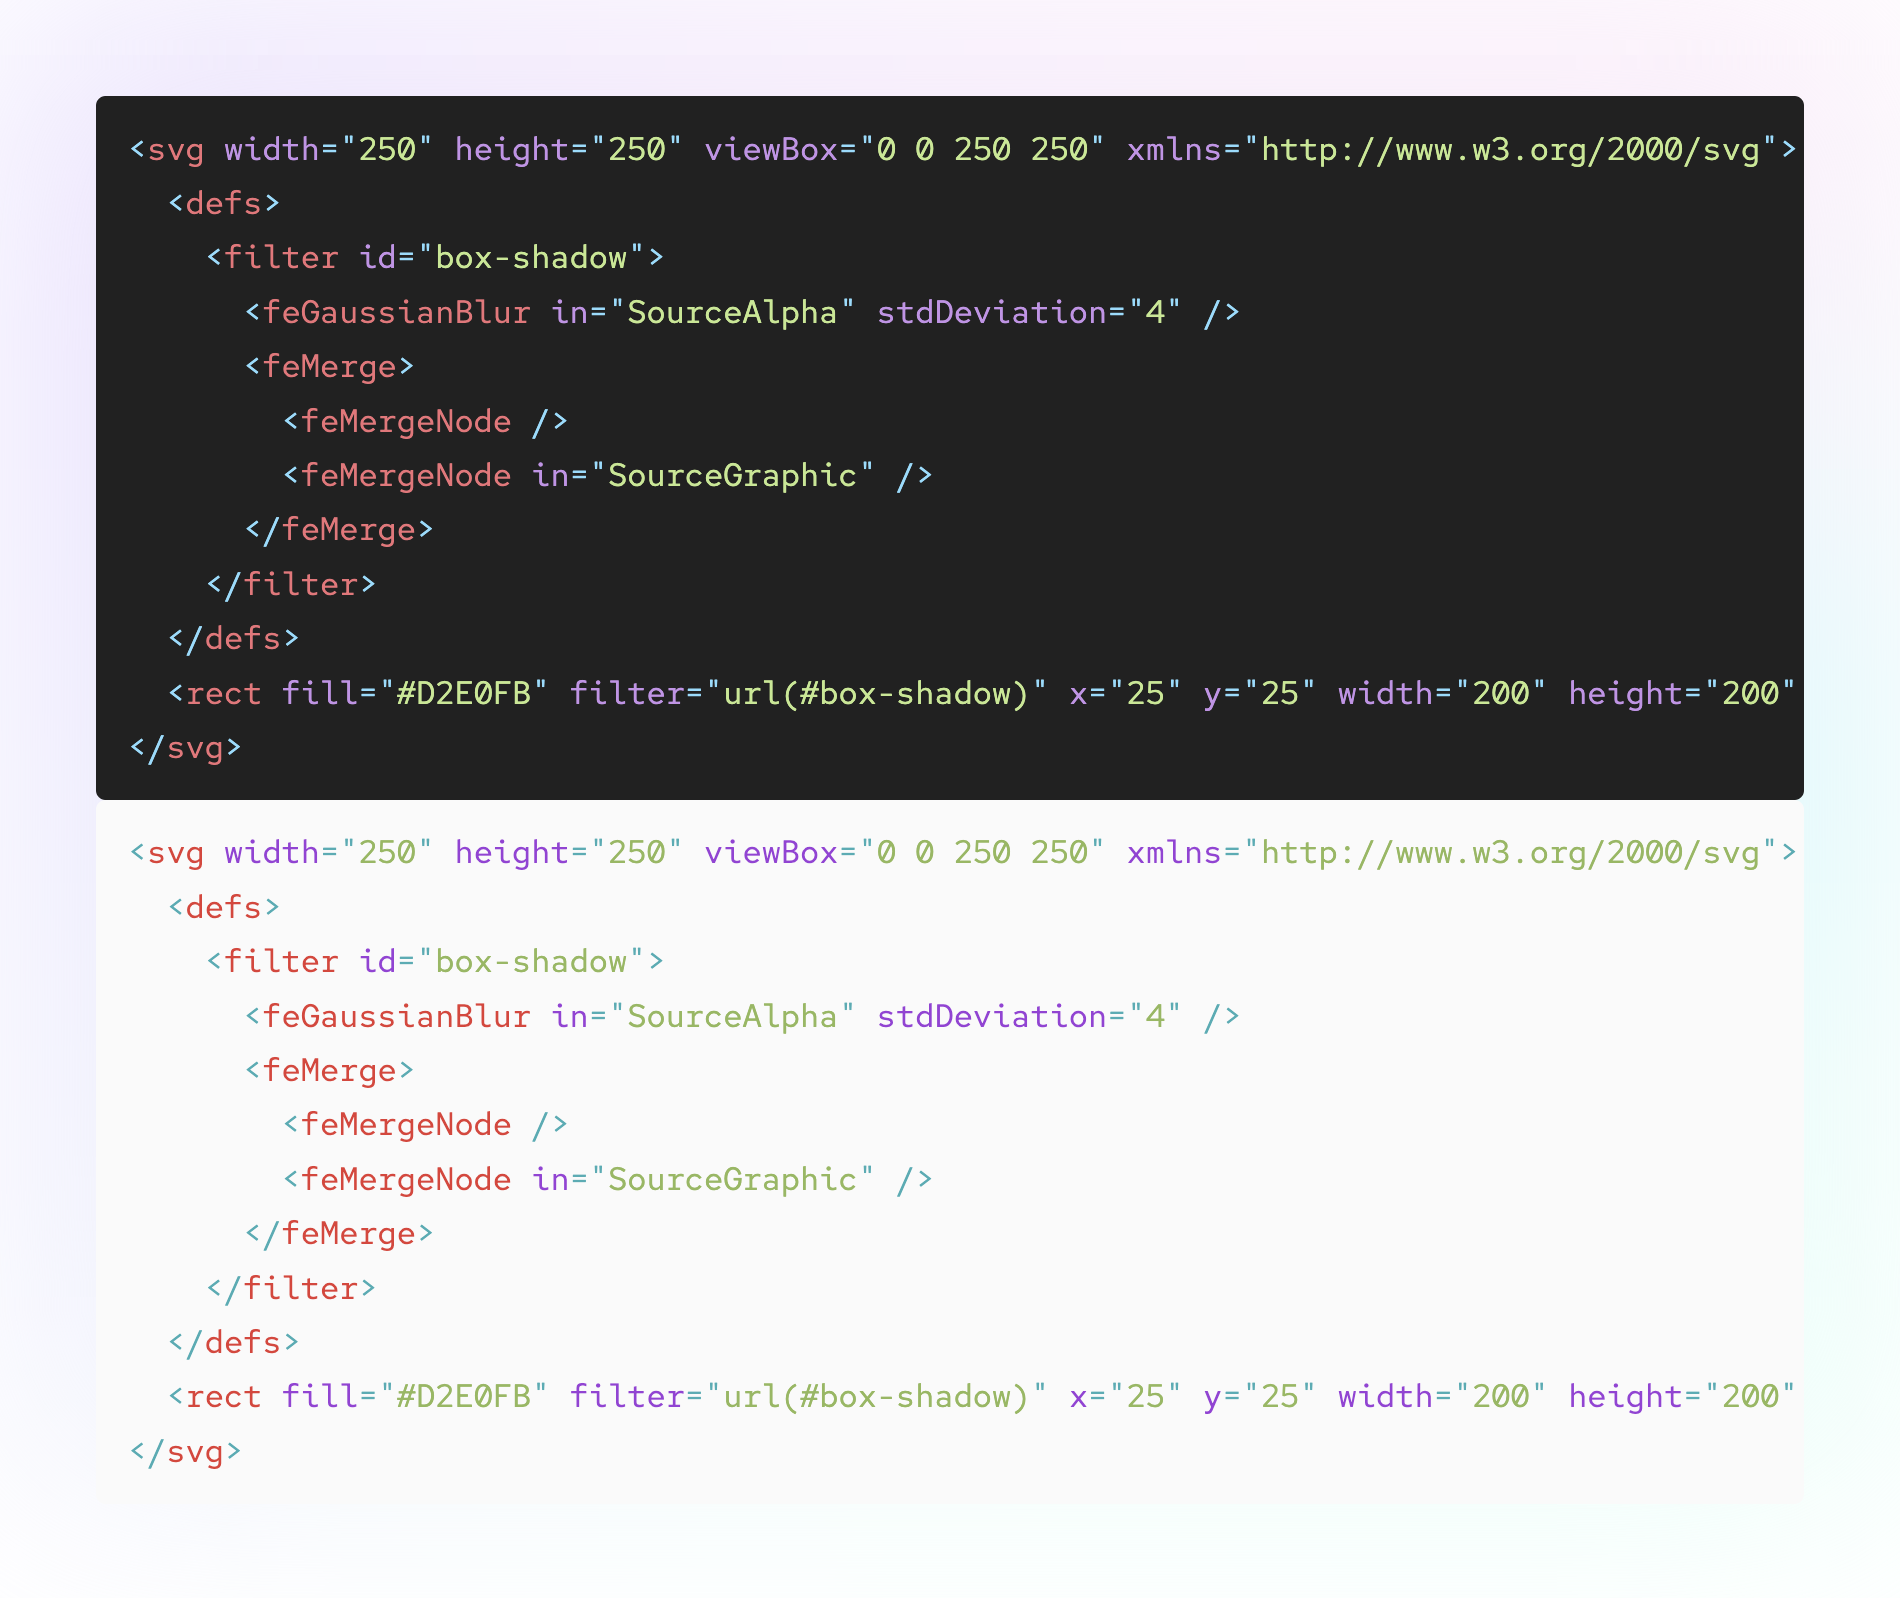 <svg width="250" height="250" viewBox="0 0 250 250" xmlns="http://www.w3.org/2000/svg">
  <defs>
    <filter id="box-shadow">
      <feGaussianBlur in="SourceAlpha" stdDeviation="4" />
      <feMerge>
        <feMergeNode />
        <feMergeNode in="SourceGraphic" />
      </feMerge>
    </filter>
  </defs>
  <rect fill="#D2E0FB" filter="url(#box-shadow)" x="25" y="25" width="200" height="200"
</svg>
<svg width="250" height="250" viewBox="0 0 250 250" xmlns="http://www.w3.org/2000/svg">
  <defs>
    <filter id="box-shadow">
      <feGaussianBlur in="SourceAlpha" stdDeviation="4" />
      <feMerge>
        <feMergeNode />
        <feMergeNode in="SourceGraphic" />
      </feMerge>
    </filter>
  </defs>
  <rect fill="#D2E0FB" filter="url(#box-shadow)" x="25" y="25" width="200" height="200"
</svg>